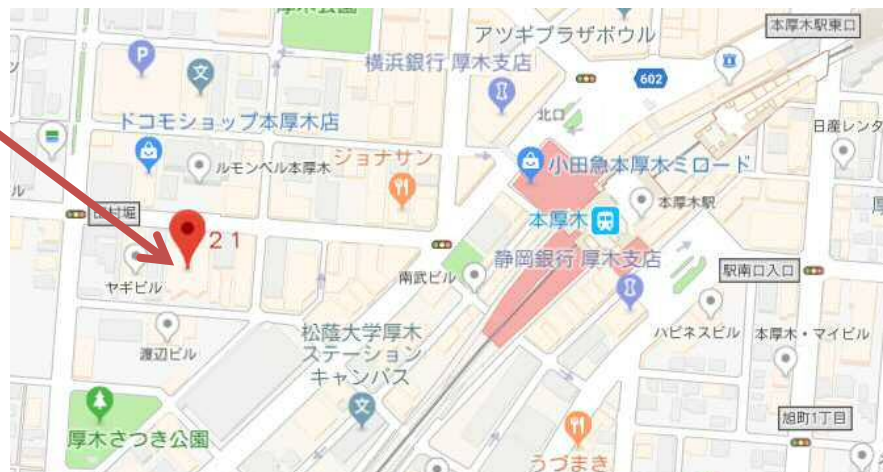 厚木公園
アツギプラザボウル
本厚木駅東口
横浜銀行 厚木支店
602
北口
ドコモショップ本厚木店
日産レンタ
ルモンベル本厚木
ジョナサン
小田急本厚木ミロード
本厚木駅
本厚木
田村堀
21
静岡銀行 厚木支店
駅南口入口
南武ビル
ヤギビル
渡辺ビル
松蔭大学厚木
ステーション
キャンパス
ハビネスビル
本厚木・マイビル
厚木さつき公園
旭町1丁目
うづまき